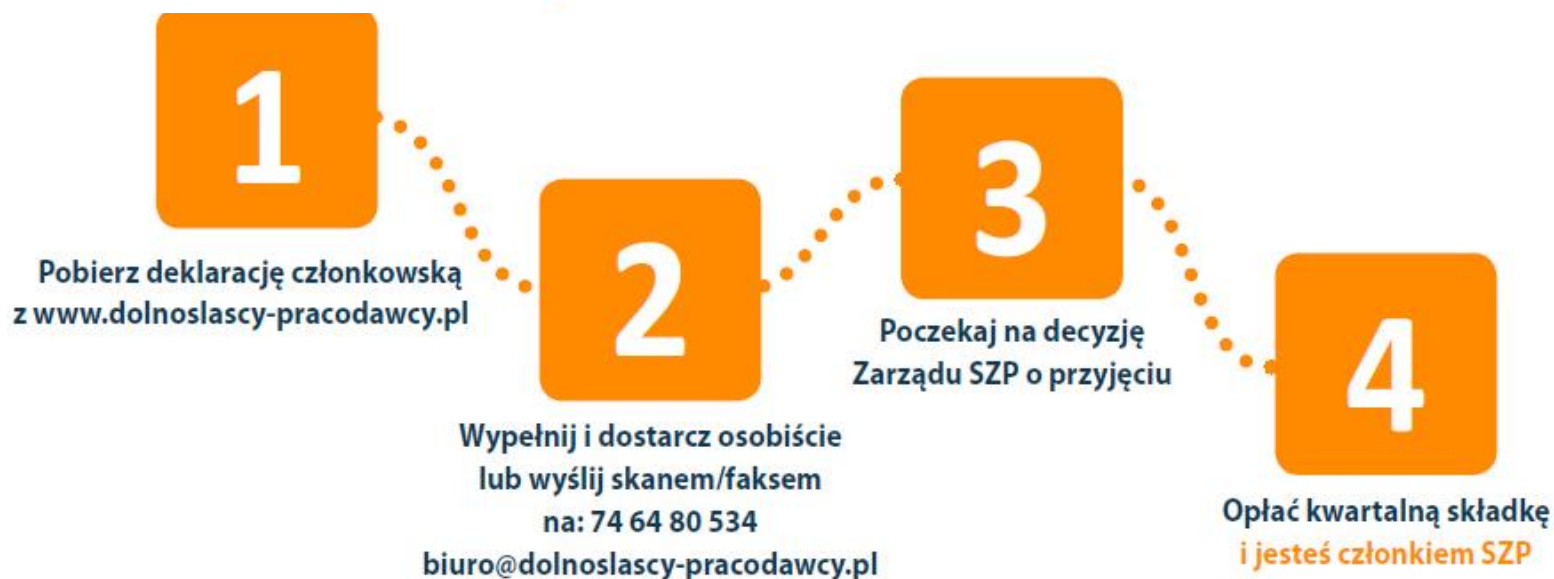 1
Pobierz deklarację członkowską
z www.dolnoslascy-pracodawcy.pl
2
Wypełnij i dostarcz osobiście
lub wyślij skanem/faksem
na: 74 64 80 534
biuro@dolnoslascy-pracodawcy.pl
3
Poczekaj na decyzję
Zarządu SZP o przyjęciu
4
Opłać kwartalną składkę
i jesteś członkiem SZP